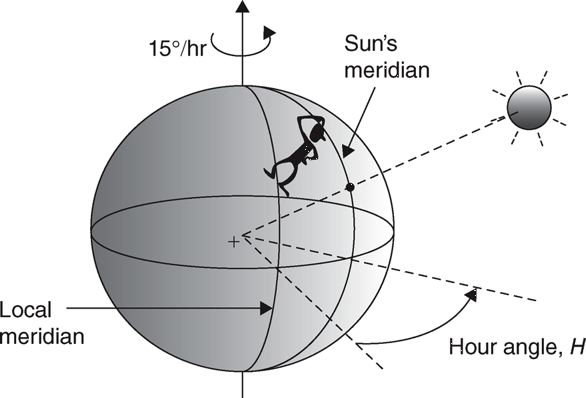 15°/hr
Sun's
meridian
Local
meridian
Hour angle, H